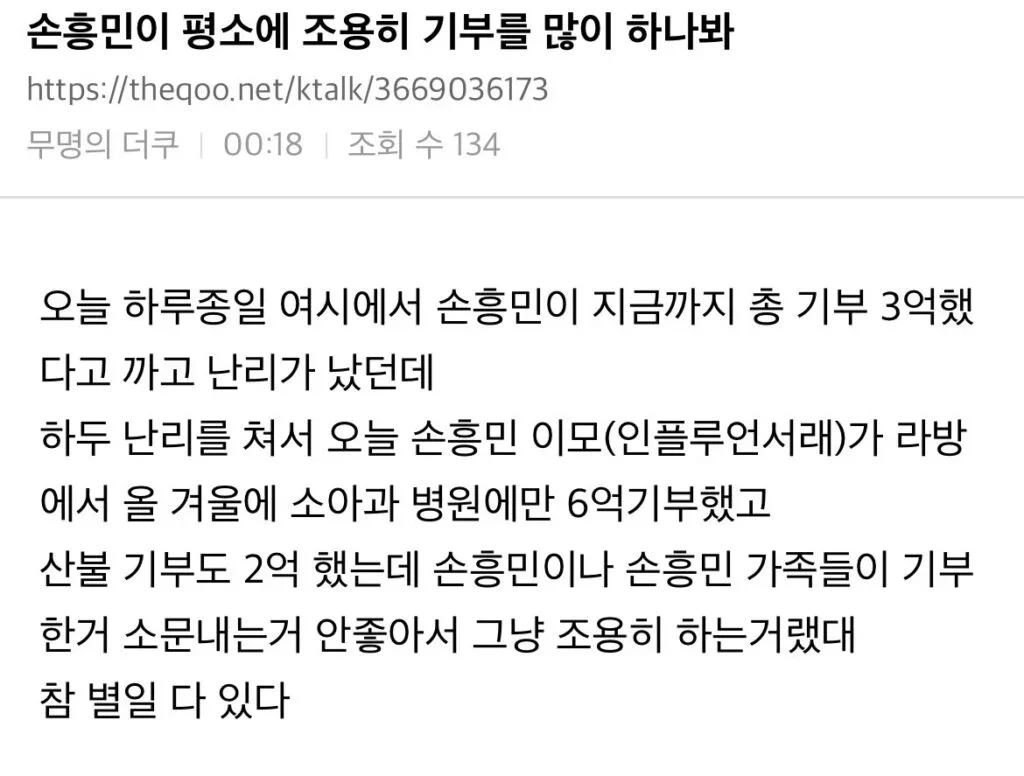 손흥민이 평소에 조용히 기부를 많이 하나봐
https://theqoo.net/ktalk/3669036173
무명의 더쿠 | 00:18 | 조회 수 134
오늘 하루종일 여시에서 손흥민이 지금까지 총 기부 3억했
다고 까고 난리가 났던데
하두 난리를 쳐서 오늘 손흥민 이모(인플루언서래)가 라방
에서 올 겨울에 소아과 병원에만 6억기부했고
산불 기부도 2억 했는데 손흥민이나 손흥민 가족들이 기부
한거 소문내는거 안좋아서 그냥 조용히 하는거랬대
참 별일 다 있다